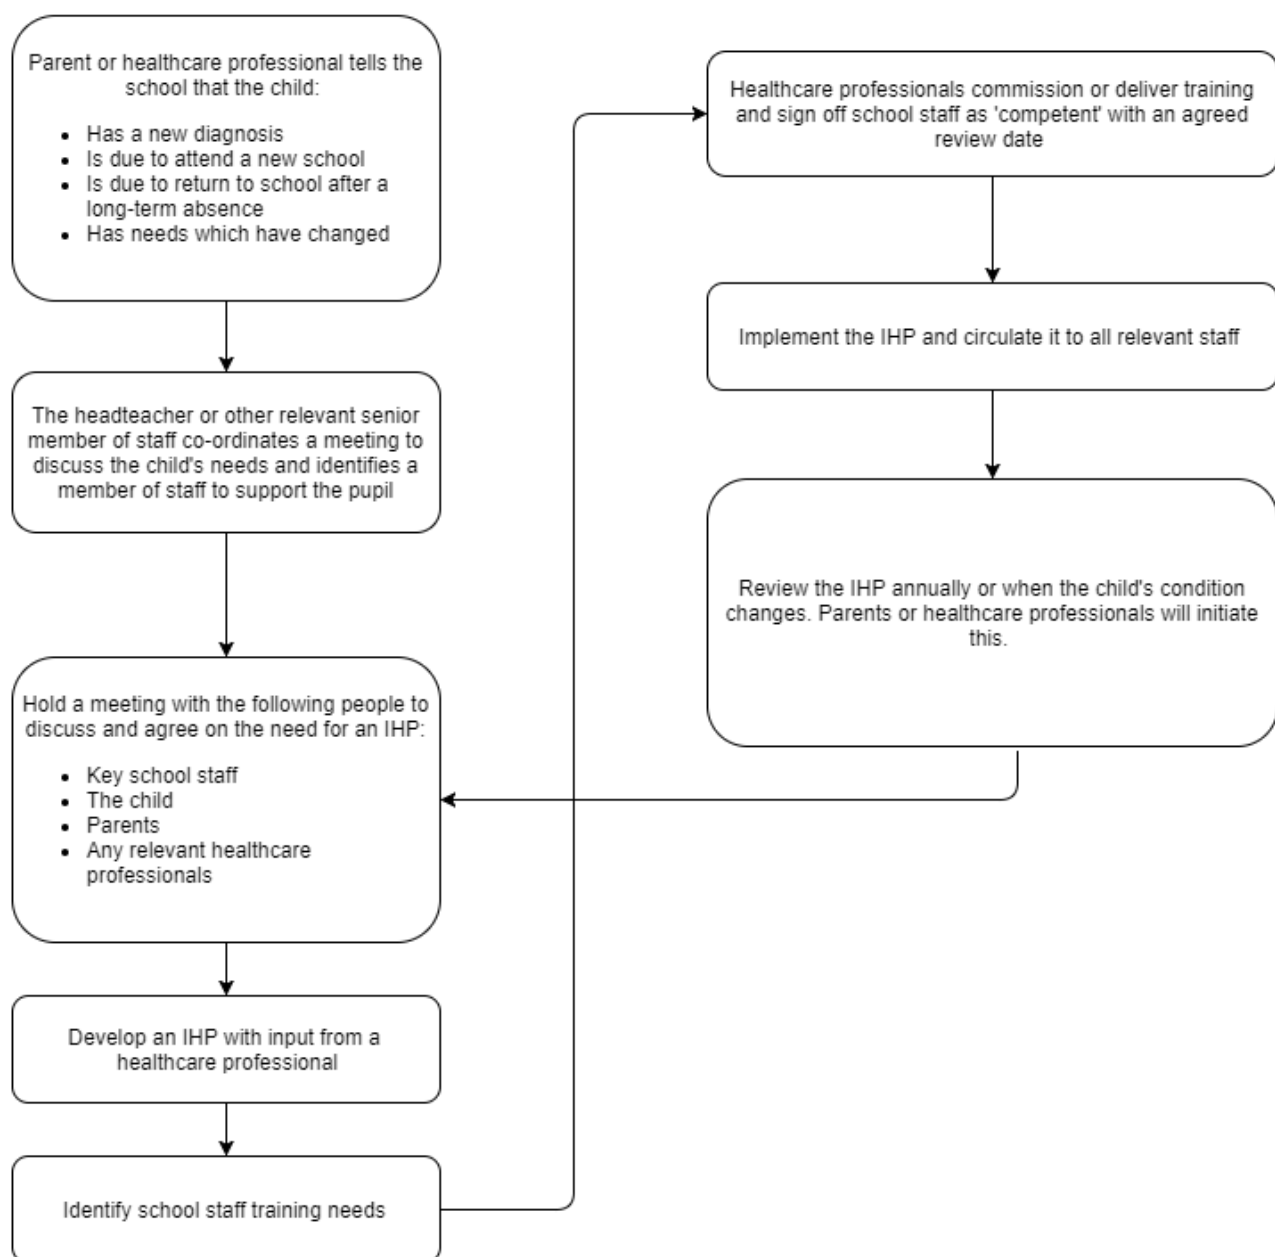 Parent or healthcare professional tells the
school that the child:
Has a new diagnosis
Is due to attend a new school
Is due to return to school after a
long-term absence
Has needs which have changed
The headteacher or other relevant senior
member of staff co-ordinates a meeting to
discuss the child's needs and identifies a
member of staff to support the pupil
Hold a meeting with the following people to
discuss and agree on the need for an IHP:
Key school staff
The child
Parents
Any relevant healthcare
professionals
Develop an IHP with input from a
healthcare professional
Identify school staff training needs
Healthcare professionals commission or deliver training
and sign off school staff as 'competent' with an agreed
review date
Implement the IHP and circulate it to all relevant staff
Review the IHP annually or when the child's condition
changes. Parents or healthcare professionals will initiate
this.